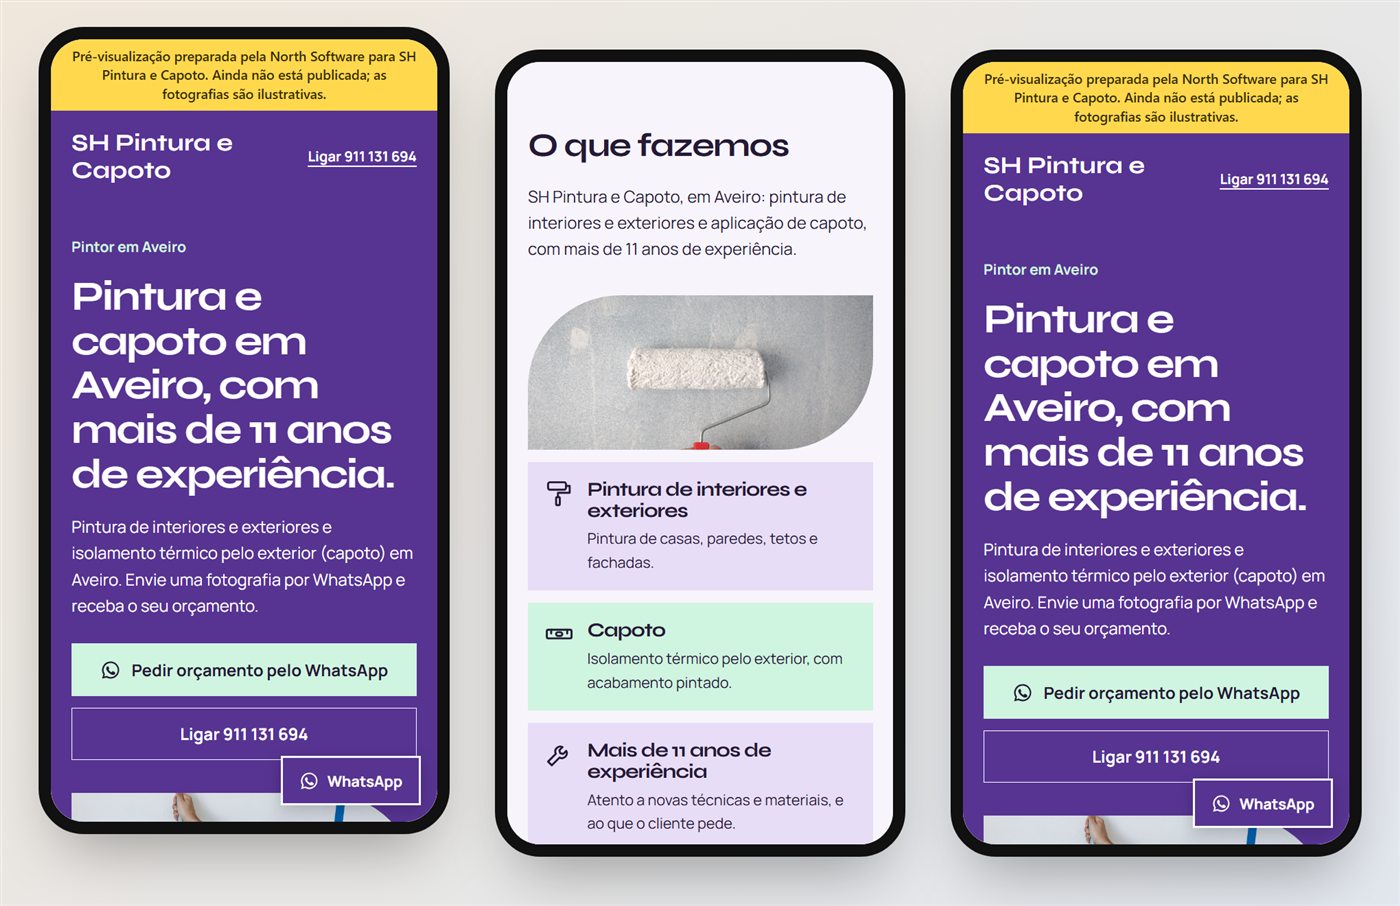 Pré-visualização preparada pela North Software para SH
Pintura e Capoto. Ainda não está publicada; as
fotografias são ilustrativas.
SH Pintura e
Capoto
Ligar 911 131 694
Pintor em Aveiro
Pintura e
capoto em
Aveiro, com
mais de 11 anos
de experiência.
Pintura de interiores e exteriores e
isolamento térmico pelo exterior (capoto) em
Aveiro. Envie uma fotografia por WhatsApp e
receba o seu orçamento.
Pedir orçamento pelo WhatsApp
Ligar 911 131 694
WhatsApp
O que fazemos
SH Pintura e Capoto, em Aveiro: pintura de
interiores e exteriores e aplicação de capoto,
com mais de 11 anos de experiência.
Pintura de interiores e
exteriores
Pintura de casas, paredes, tetos e
fachadas.
Capoto
Isolamento térmico pelo exterior, com
acabamento pintado.
Mais de 11 anos de
experiência
Atento a novas técnicas e materiais, e
ao que o cliente pede.
Pré-visualização preparada pela North Software para SH
Pintura e Capoto. Ainda não está publicada; as
fotografias são ilustrativas.
SH Pintura e
Capoto
Ligar 911 131 694
Pintor em Aveiro
Pintura e
capoto em
Aveiro, com
mais de 11 anos
de experiência.
Pintura de interiores e exteriores e
isolamento térmico pelo exterior (capoto) em
Aveiro. Envie uma fotografia por WhatsApp e
receba o seu orçamento.
Pedir orçamento pelo WhatsApp
Ligar 911 131 694
WhatsApp